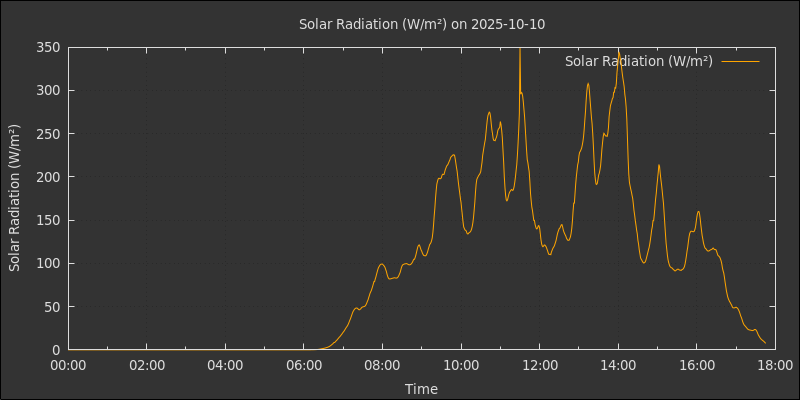 Solar Radiation (W/m²) on 2025-10-10
Solar Radiation (W/m²)
350
300
250
200
150
100
50
0
Solar Radiation (W/m²)
00:00 02:00 04:00 06:00 08:00 10:00 12:00 14:00 16:00 18:00
Time